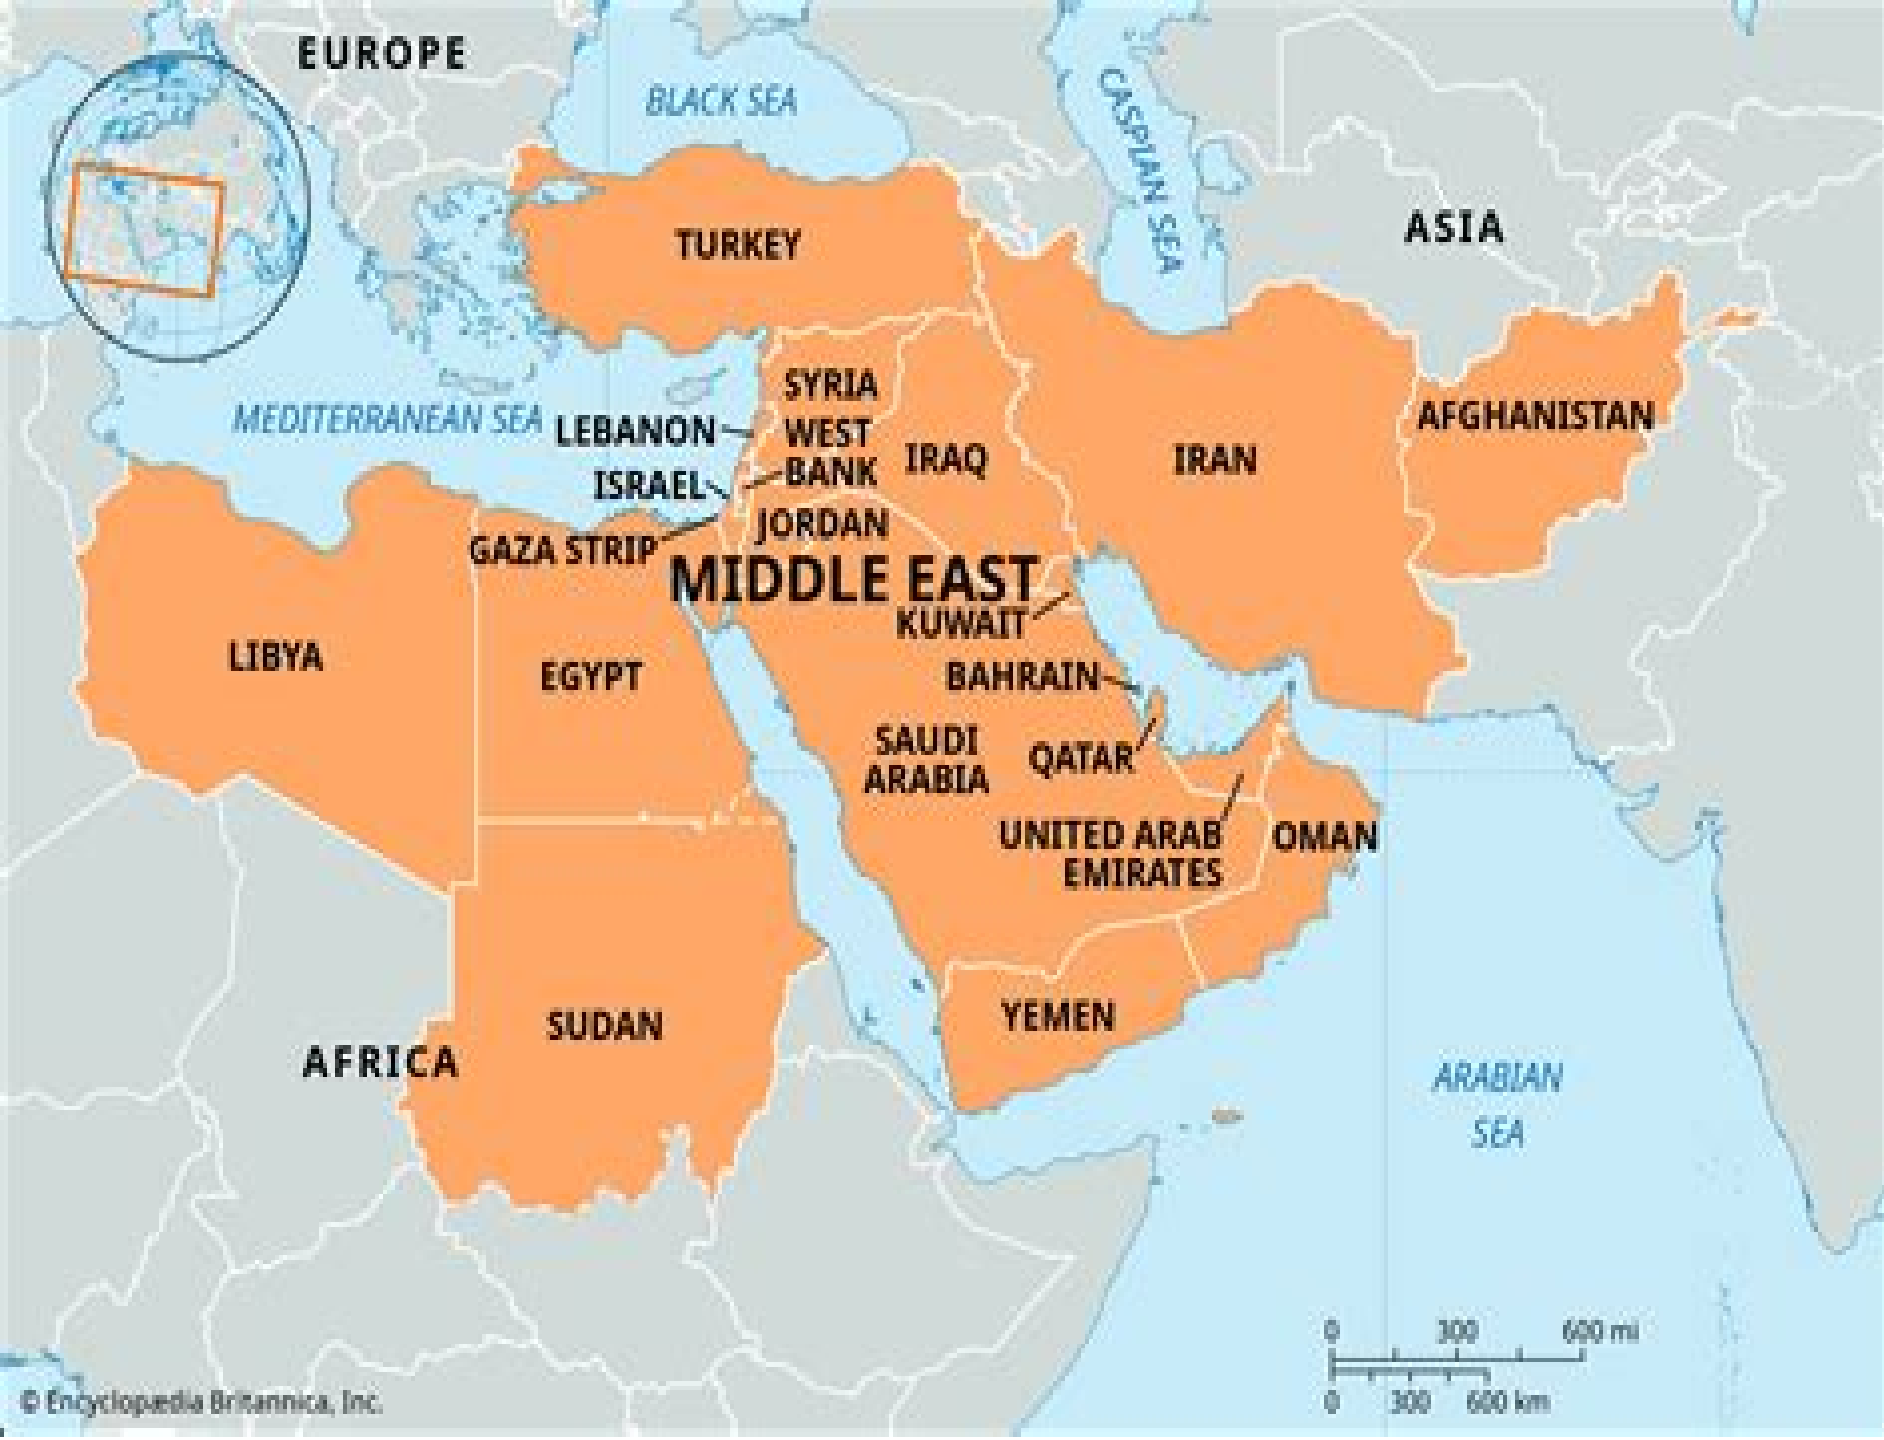 EUROPE
BLACK SEA
CASPIAN SEA
ASIA
TURKEY
SYRIA
MEDITERRANEAN SEA
LEBANON
WEST
BANK
IRAQ
IRAN
AFGHANISTAN
ISRAEL
JORDAN
GAZA STRIP
MIDDLE EAST
KUWAIT
LIBYA
EGYPT
BAHRAIN
SAUDI
ARABIA
QATAR
UNITED ARAB
EMIRATES
OMAN
SUDAN
YEMEN
AFRICA
ARABIAN
SEA
0 300 600 mi
0 300 600 km
© Encyclopædia Britannica, Inc.